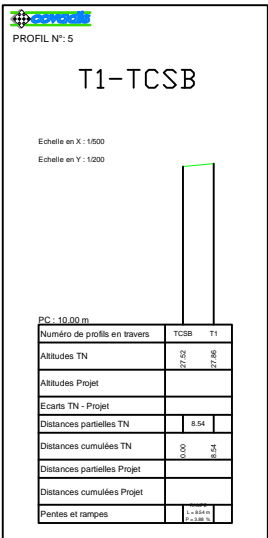 covadis
PROFIL N°: 5
T1-TCSB
Echelle en X : 1/500
Echelle en Y : 1/200
PC : 10.00 m
Numéro de profils en travers TCSB T1
Altitudes TN 27.52 27.86
Altitudes Projet
Ecarts TN - Projet
Distances partielles TN 8.54
Distances cumulées TN 0.00 8.54
Distances partielles Projet
Distances cumulées Projet
Pentes et rampes RAMPE
L = 8.54 m
P = 3.88 %